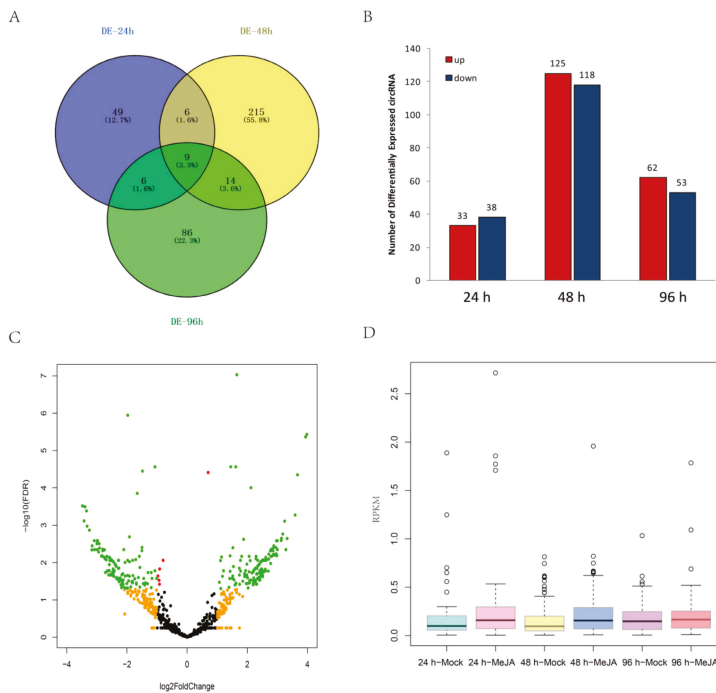 A
DE-24h
DE-48h
49
(12.7%)
6
(1.6%)
215
(55.8%)
9
(2.3%)
6
(1.6%)
14
(3.6%)
86
(22.3%)
DE-96h
B
Number of Differentially Expressed circRNA
140
120
100
80
60
40
20
0
up
down
33
38
125
118
62
53
24 h
48 h
96 h
C
−log10(FDR)
7
6
5
4
3
2
1
0
−4
−2
0
2
4
log2FoldChange
D
RPKM
2.5
2.0
1.5
1.0
0.5
0.0
24 h-Mock
24 h-MeJA
48 h-Mock
48 h-MeJA
96 h-Mock
96 h-MeJA